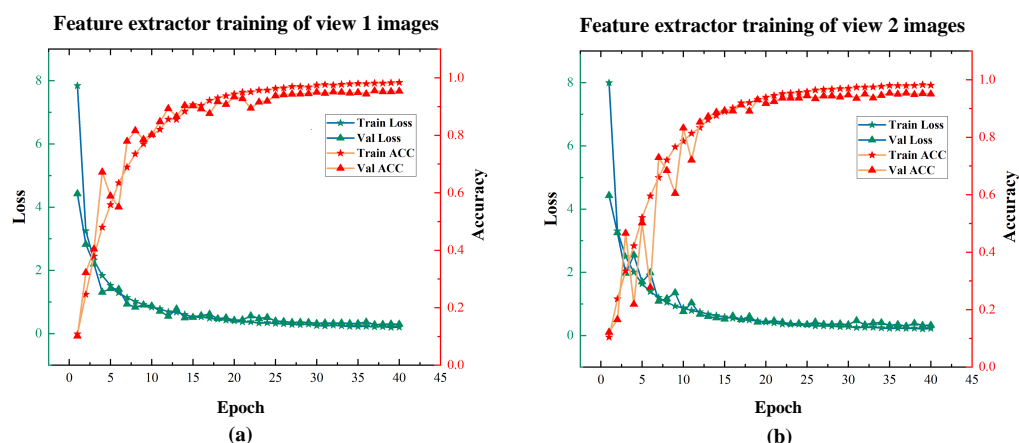 Feature extractor training of view 1 images
8
6
4
2
0
Loss
1.0
0.8
0.6
0.4
0.2
0.0
Accuracy
Train Loss
Val Loss
Train ACC
Val ACC
0 5 10 15 20 25 30 35 40 45
Epoch
(a)
Feature extractor training of view 2 images
8
6
4
2
0
Loss
1.0
0.8
0.6
0.4
0.2
0.0
Accuracy
Train Loss
Val Loss
Train ACC
Val ACC
0 5 10 15 20 25 30 35 40 45
Epoch
(b)